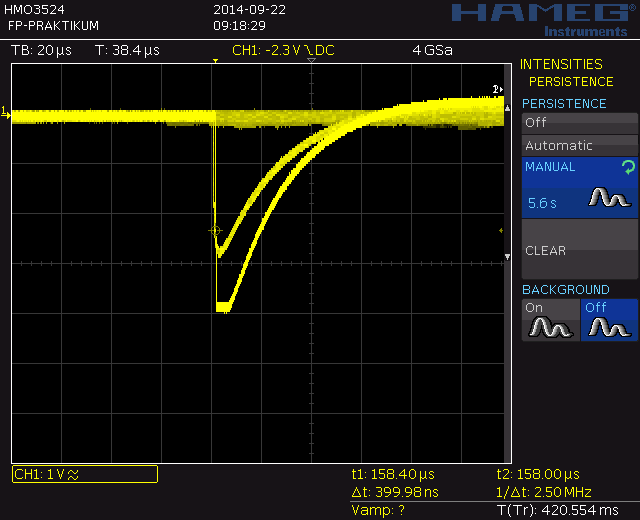 HMO3524
FP-PRAKTIKUM
2014-09-22
09:18:29
HAMEG
Instruments
TB: 20 µs T: 38.4 µs CH1: -2.3 V DC 4 GSa
INTENSITIES
PERSISTENCE
PERSISTENCE
Off
Automatic
MANUAL
5.6 s
CLEAR
BACKGROUND
On Off
1
CH1: 1 V
t1: 158.40 µs t2: 158.00 µs
Δt: 399.98 ns 1/Δt: 2.50 MHz
Vamp: ? T(Tr): 420.554 ms